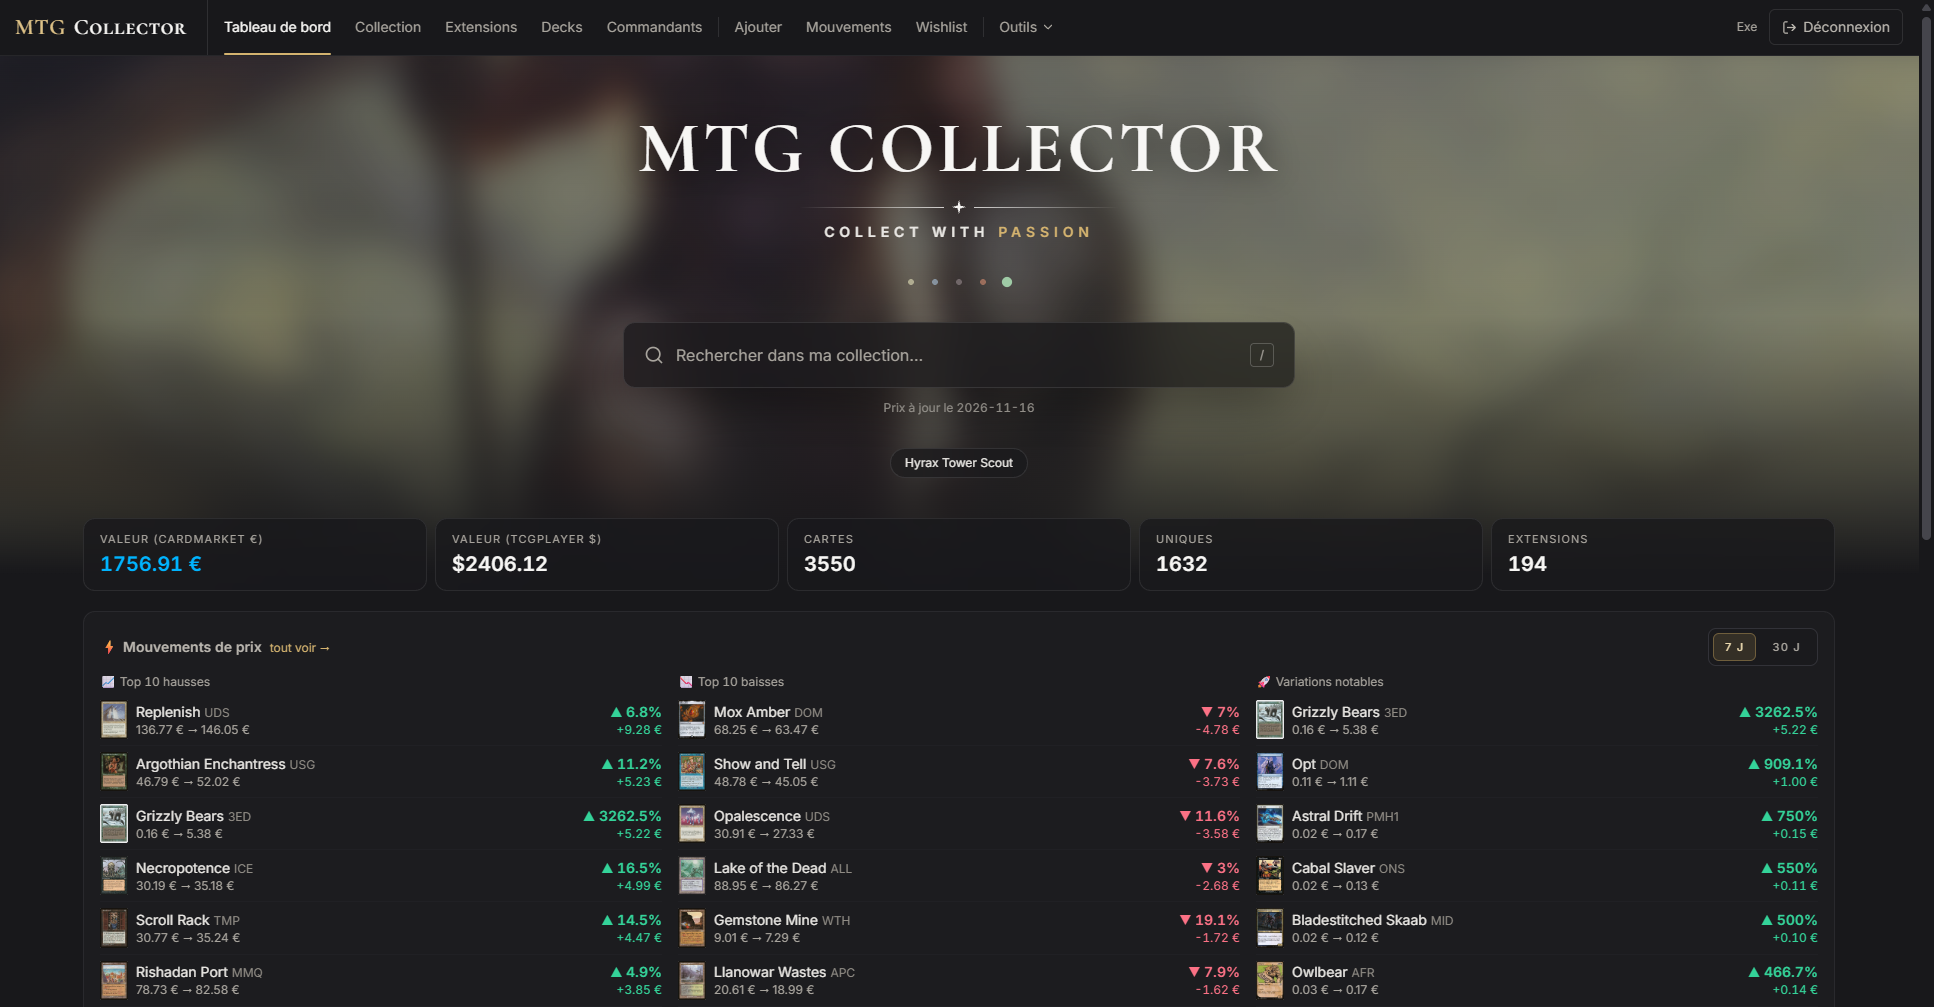 MTG COLLECTOR
Tableau de bord
Collection
Extensions
Decks
Commandants
Ajouter
Mouvements
Wishlist
Outils
Exe
Déconnexion
MTG COLLECTOR
COLLECT WITH PASSION
Rechercher dans ma collection...
/
Prix à jour le 2026-11-16
Hyrax Tower Scout
VALEUR (CARDMARKET €)
1756.91 €
VALEUR (TCGPLAYER $)
$2406.12
CARTES
3550
UNIQUES
1632
EXTENSIONS
194
Mouvements de prix tout voir →
7 J
30 J
Top 10 hausses
Replenish UDS
136.77 € → 146.05 €
▲ 6.8%
+9.28 €
Argothian Enchantress USG
46.79 € → 52.02 €
▲ 11.2%
+5.23 €
Grizzly Bears 3ED
0.16 € → 5.38 €
▲ 3262.5%
+5.22 €
Necropotence ICE
30.19 € → 35.18 €
▲ 16.5%
+4.99 €
Scroll Rack TMP
30.77 € → 35.24 €
▲ 14.5%
+4.47 €
Rishadan Port MMQ
78.73 € → 82.58 €
▲ 4.9%
+3.85 €
Top 10 baisses
Mox Amber DOM
68.25 € → 63.47 €
▼ 7%
-4.78 €
Show and Tell USG
48.78 € → 45.05 €
▼ 7.6%
-3.73 €
Opalescence UDS
30.91 € → 27.33 €
▼ 11.6%
-3.58 €
Lake of the Dead ALL
88.95 € → 86.27 €
▼ 3%
-2.68 €
Gemstone Mine WTH
9.01 € → 7.29 €
▼ 19.1%
-1.72 €
Llanowar Wastes APC
20.61 € → 18.99 €
▼ 7.9%
-1.62 €
Variations notables
Grizzly Bears 3ED
0.16 € → 5.38 €
▲ 3262.5%
+5.22 €
Opt DOM
0.11 € → 1.11 €
▲ 909.1%
+1.00 €
Astral Drift PMH1
0.02 € → 0.17 €
▲ 750%
+0.15 €
Cabal Slaver ONS
0.02 € → 0.13 €
▲ 550%
+0.11 €
Bladestitched Skaab MID
0.02 € → 0.12 €
▲ 500%
+0.10 €
Owlbear AFR
0.03 € → 0.17 €
▲ 466.7%
+0.14 €